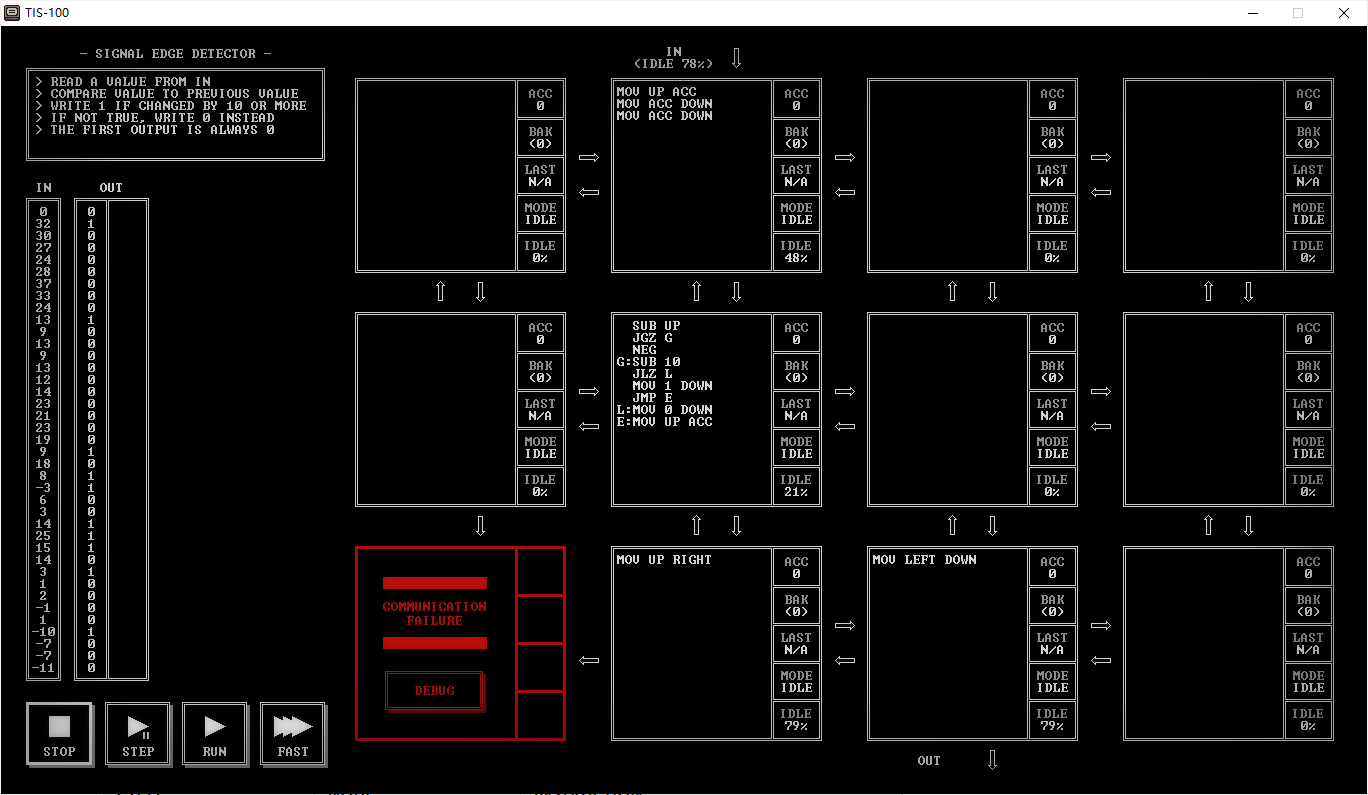 TIS-100
- SIGNAL EDGE DETECTOR -
> READ A VALUE FROM IN
> COMPARE VALUE TO PREVIOUS VALUE
> WRITE 1 IF CHANGED BY 10 OR MORE
> IF NOT TRUE, WRITE 0 INSTEAD
> THE FIRST OUTPUT IS ALWAYS 0
IN OUT
0 0
32 1
30 0
27 0
24 0
28 0
37 0
33 0
24 0
13 1
9 0
13 0
9 0
13 0
12 0
14 0
23 0
21 0
23 0
19 0
9 1
18 0
8 1
-3 1
6 0
3 0
14 1
25 1
15 1
14 0
3 1
1 0
2 0
-1 0
1 0
-10 1
-7 0
-7 0
-11 0
STOP
STEP
RUN
FAST
IN
(IDLE 78%)
ACC
0
BAK
(0)
LAST
N/A
MODE
IDLE
IDLE
0%
MOV UP ACC
MOV ACC DOWN
MOV ACC DOWN
ACC
0
BAK
(0)
LAST
N/A
MODE
IDLE
IDLE
48%
ACC
0
BAK
(0)
LAST
N/A
MODE
IDLE
IDLE
0%
ACC
0
BAK
(0)
LAST
N/A
MODE
IDLE
IDLE
0%
ACC
0
BAK
(0)
LAST
N/A
MODE
IDLE
IDLE
0%
SUB UP
JGZ G
NEG
G:SUB 10
JLZ L
MOV 1 DOWN
JMP E
L:MOV 0 DOWN
E:MOV UP ACC
ACC
0
BAK
(0)
LAST
N/A
MODE
IDLE
IDLE
21%
ACC
0
BAK
(0)
LAST
N/A
MODE
IDLE
IDLE
0%
ACC
0
BAK
(0)
LAST
N/A
MODE
IDLE
IDLE
0%
COMMUNICATION
FAILURE
DEBUG
MOV UP RIGHT
ACC
0
BAK
(0)
LAST
N/A
MODE
IDLE
IDLE
79%
MOV LEFT DOWN
ACC
0
BAK
(0)
LAST
N/A
MODE
IDLE
IDLE
79%
ACC
0
BAK
(0)
LAST
N/A
MODE
IDLE
IDLE
0%
OUT